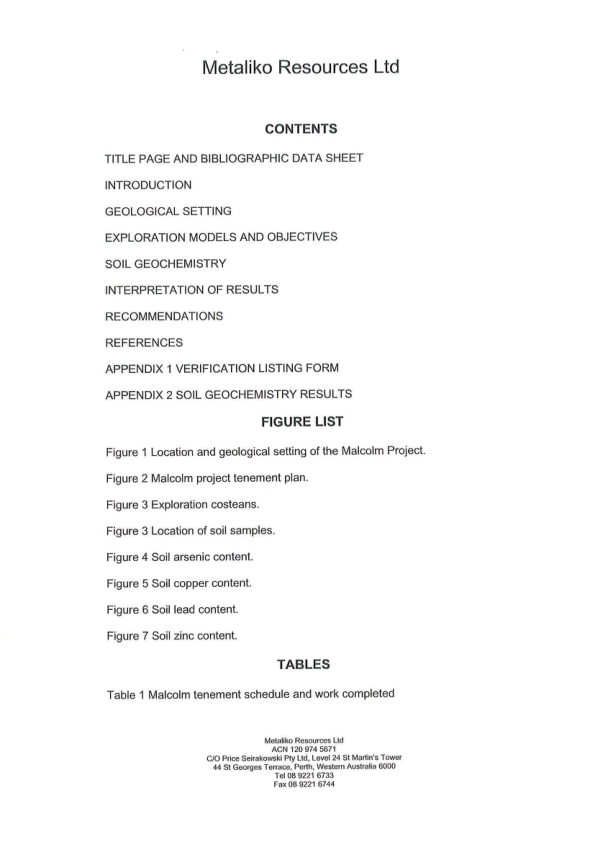 Metaliko Resources Ltd
CONTENTS
TITLE PAGE AND BIBLIOGRAPHIC DATA SHEET
INTRODUCTION
GEOLOGICAL SETTING
EXPLORATION MODELS AND OBJECTIVES
SOIL GEOCHEMISTRY
INTERPRETATION OF RESULTS
RECOMMENDATIONS
REFERENCES
APPENDIX 1 VERIFICATION LISTING FORM
APPENDIX 2 SOIL GEOCHEMISTRY RESULTS
FIGURE LIST
Figure 1 Location and geological setting of the Malcolm Project.
Figure 2 Malcolm project tenement plan.
Figure 3 Exploration costeans.
Figure 3 Location of soil samples.
Figure 4 Soil arsenic content.
Figure 5 Soil copper content.
Figure 6 Soil lead content.
Figure 7 Soil zinc content.
TABLES
Table 1 Malcolm tenement schedule and work completed
Metaliko Resources Ltd
ACN 120 974 5671
C/O Price Seirakowski Pty Ltd, Level 24 St Martin's Tower
44 St Georges Terrace, Perth, Western Australia 6000
Tel 08 9221 6733
Fax 08 9221 6744